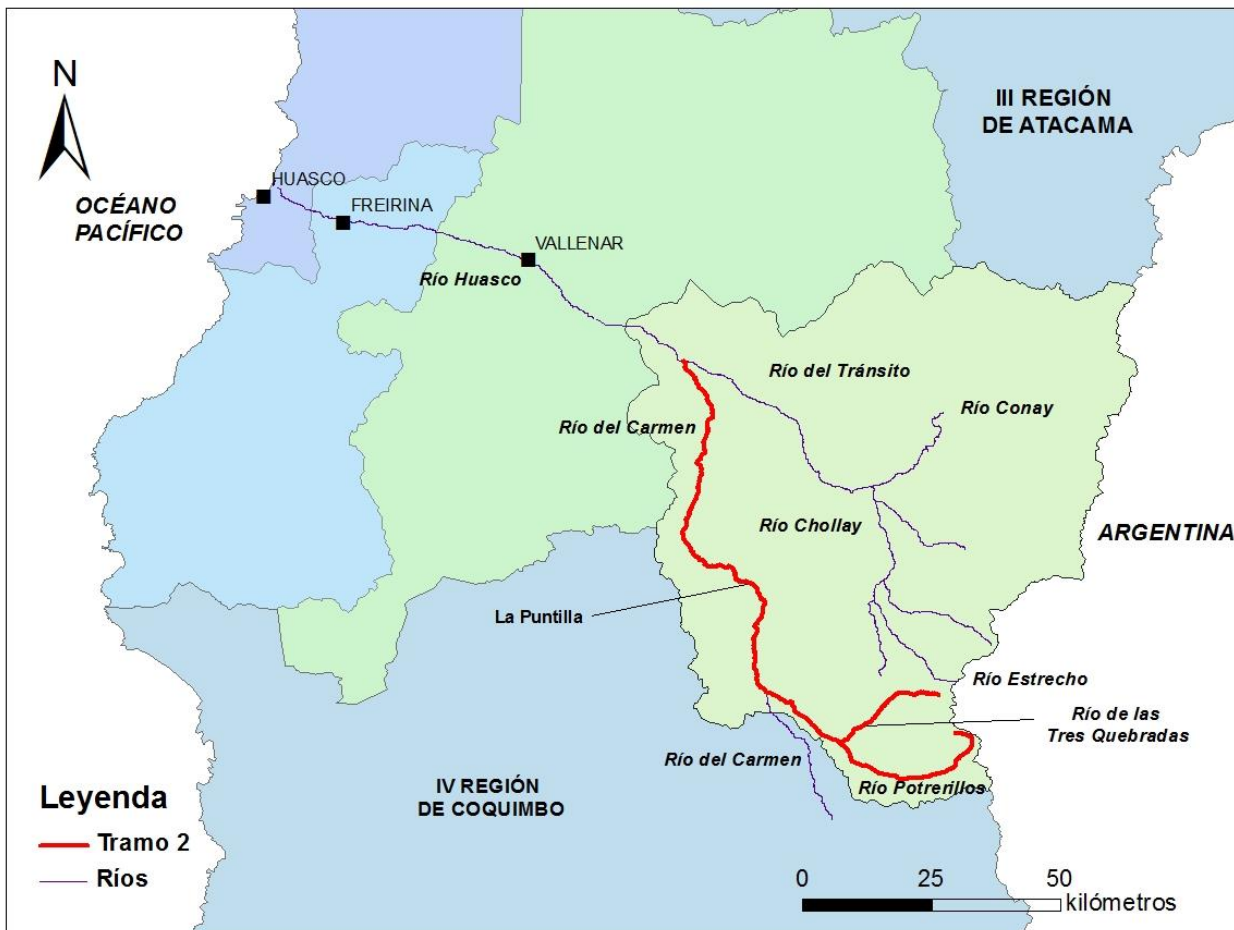 N
III REGIÓN
DE ATACAMA
HUASCO
OCÉANO
PACÍFICO
FREIRINA
VALLENAR
Río Huasco
Río del Tránsito
Río Conay
Río del Carmen
Río Chollay
ARGENTINA
La Puntilla
Río Estrecho
Río de las
Tres Quebradas
Río del Carmen
IV REGIÓN
DE COQUIMBO
Río Potrerillos
Leyenda
Tramo 2
Ríos
0 25 50
kilómetros